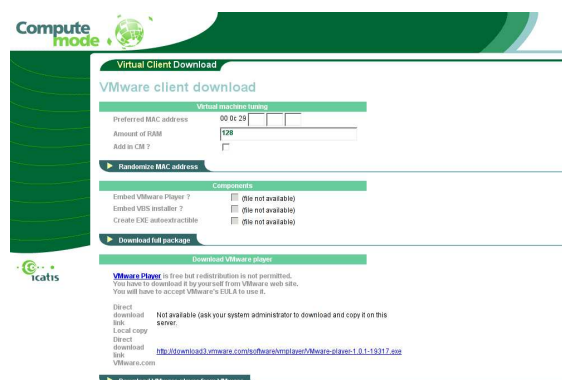 Compute
mode
Virtual Client Download
VMware client download
Virtual machine tuning
Preferred MAC address 00 0c 29
Amount of RAM 128
Add in CM ?
Randomize MAC address
Components
Embed VMware Player ? (file not available)
Embed VBS installer ? (file not available)
Create EXE autoextractible (file not available)
Download full package
icatis
Download VMware player
VMware Player is free but redistribution is not permitted.
You have to download it by yourself from VMware web site.
You will have to accept VMware's EULA to use it.
Direct
download
link
Local copy
Not available (ask your system administrator to download and copy it on this
server.
Direct
download
link
VMware.com
http://download3.vmware.com/software/vmplayer/VMware-player-1.0.1-19317.exe